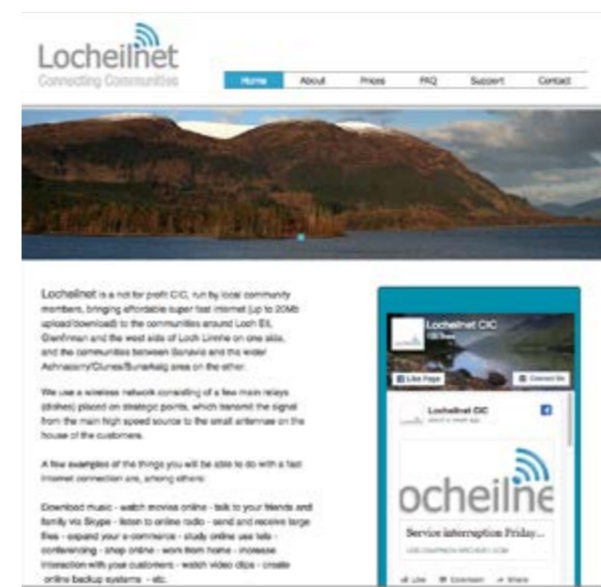 Locheilnet
Connecting Communities
Home About Prices FAQ Support Contact
Locheilnet is a not for profit CIC, run by local community
members, bringing affordable super fast internet (up to 20Mb
upload/download) to the communities around Loch Eil,
Glenfinnan and the west side of Loch Linnhe on one side,
and the communities between Banavie and the wider
Achnacarry/Clunes/Bunarkaig area on the other.
We use a wireless network consisting of a few main relays
(dishes) placed on strategic points, which transmit the signal
from the main high speed source to the small antennae on the
house of the customers.
A few examples of the things you will be able to do with a fast
internet connection are, among others:
Download music - watch movies online - talk to your friends and
family via Skype - listen to online radio - send and receive large
files - expand your e-commerce - study online use tele -
conferencing - shop online - work from home - increase
interaction with your customers - watch video clips - create
online backup systems - etc.
Locheilnet CIC
Like Page
Contact Us
Locheilnet CIC
about a week ago
ocheilne
Service interruption Friday...
Like Comment Share